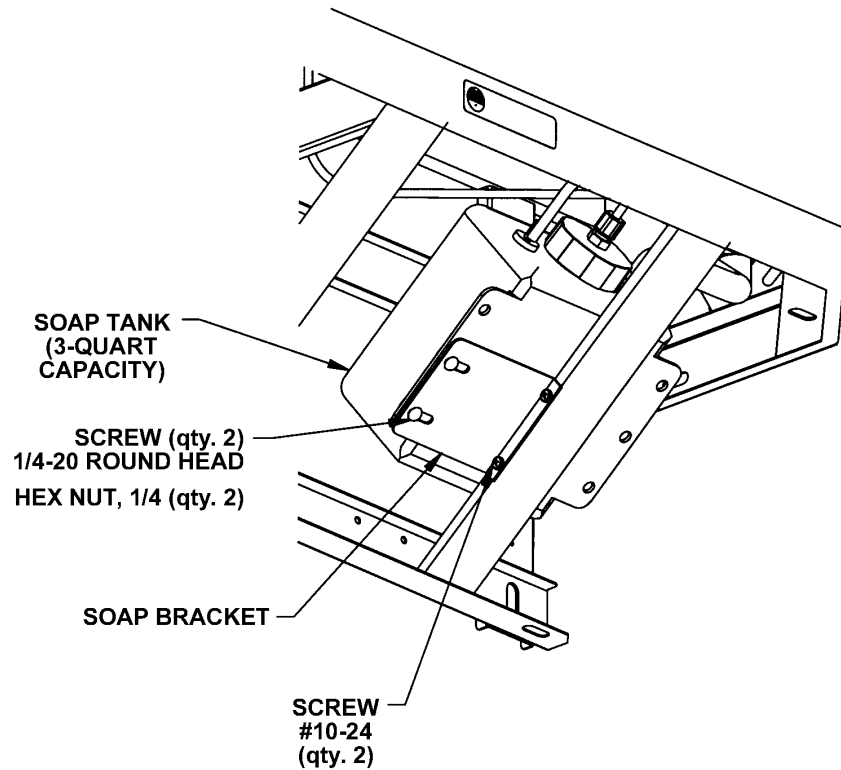 SOAP TANK
(3-QUART
CAPACITY)
SCREW (qty. 2)
1/4-20 ROUND HEAD
HEX NUT, 1/4 (qty. 2)
SOAP BRACKET
SCREW
#10-24
(qty. 2)